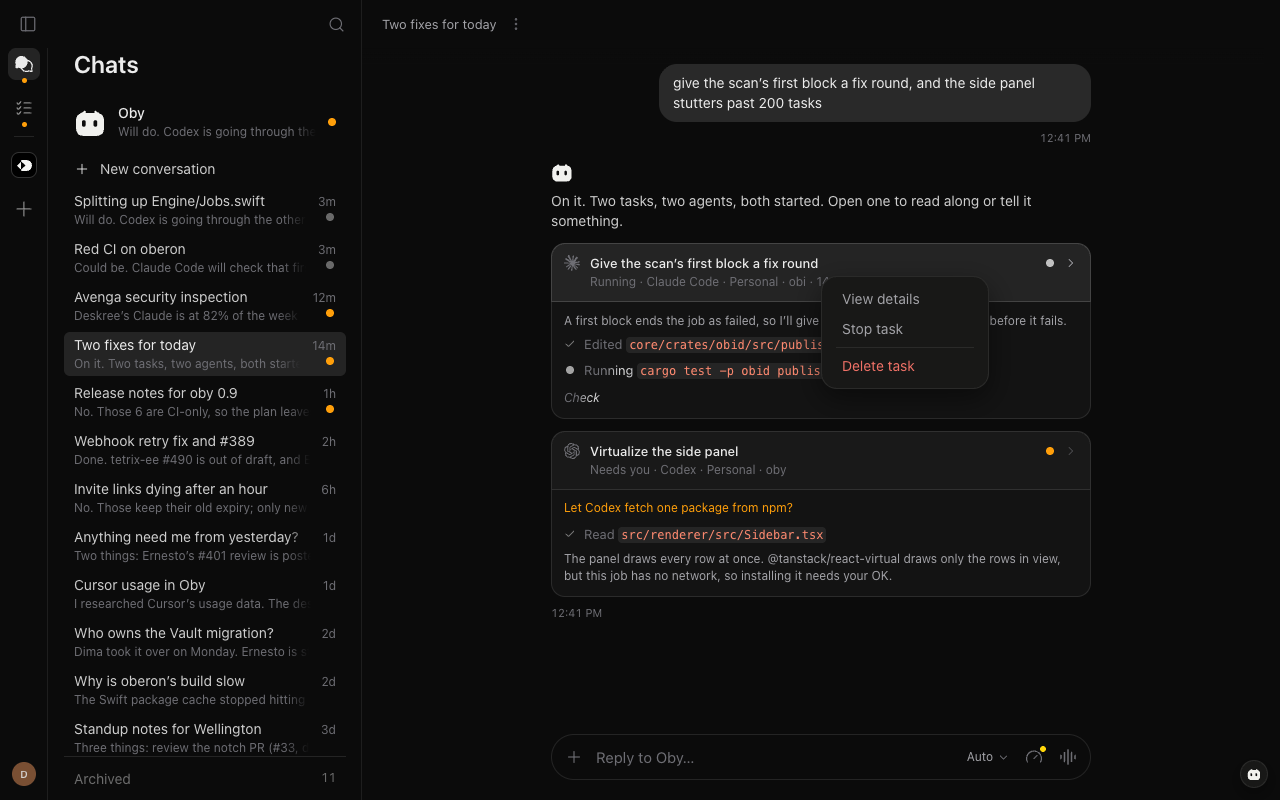 Two fixes for today
Chats
Oby
Will do. Codex is going through the
New conversation
Splitting up Engine/Jobs.swift 3m
Will do. Codex is going through the othe
Red CI on oberon 3m
Could be. Claude Code will check that fi
Avenga security inspection 12m
Deskree's Claude is at 82% of the week
Two fixes for today 14m
On it. Two tasks, two agents, both start
Release notes for oby 0.9 1h
No. Those 6 are CI-only, so the plan leave
Webhook retry fix and #389 2h
Done. tetrix-ee #490 is out of draft, and
Invite links dying after an hour 6h
No. Those keep their old expiry; only new
Anything need me from yesterday? 1d
Two things: Ernesto's #401 review is post
Cursor usage in Oby 1d
I researched Cursor's usage data. The de
Who owns the Vault migration? 2d
Dima took it over on Monday. Ernesto is s
Why is oberon's build slow 2d
The Swift package cache stopped hitting
Standup notes for Wellington 3d
Three things: review the notch PR (#33,
Archived 11
D
give the scan's first block a fix round, and the side panel
stutters past 200 tasks
12:41 PM
On it. Two tasks, two agents, both started. Open one to read along or tell it
something.
Give the scan's first block a fix round
Running · Claude Code · Personal · obi · 14
View details
Stop task
Delete task
A first block ends the job as failed, so I'll give before it fails.
Edited core/crates/obid/src/publis
Running cargo test -p obid publis
Check
Virtualize the side panel
Needs you · Codex · Personal · oby
Let Codex fetch one package from npm?
Read src/renderer/src/Sidebar.tsx
The panel draws every row at once. @tanstack/react-virtual draws only the rows in view,
but this job has no network, so installing it needs your OK.
12:41 PM
Reply to Oby…
Auto